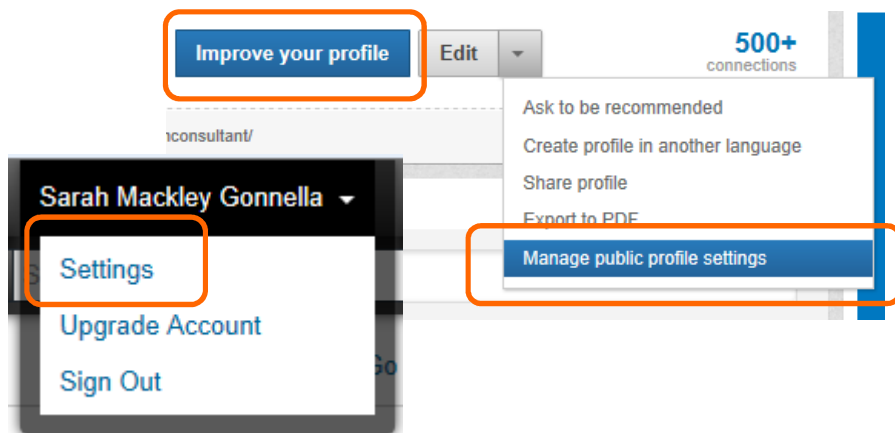 Improve your profile
Edit
500+
connections
Ask to be recommended
nconsultant/
Create profile in another language
Share profile
Export to PDF
Manage public profile settings
Sarah Mackley Gonnella
Settings
Upgrade Account
Sign Out
Go